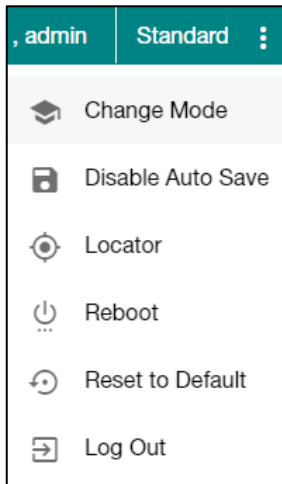 , admin Standard
Change Mode
Disable Auto Save
Locator
Reboot
Reset to Default
Log Out